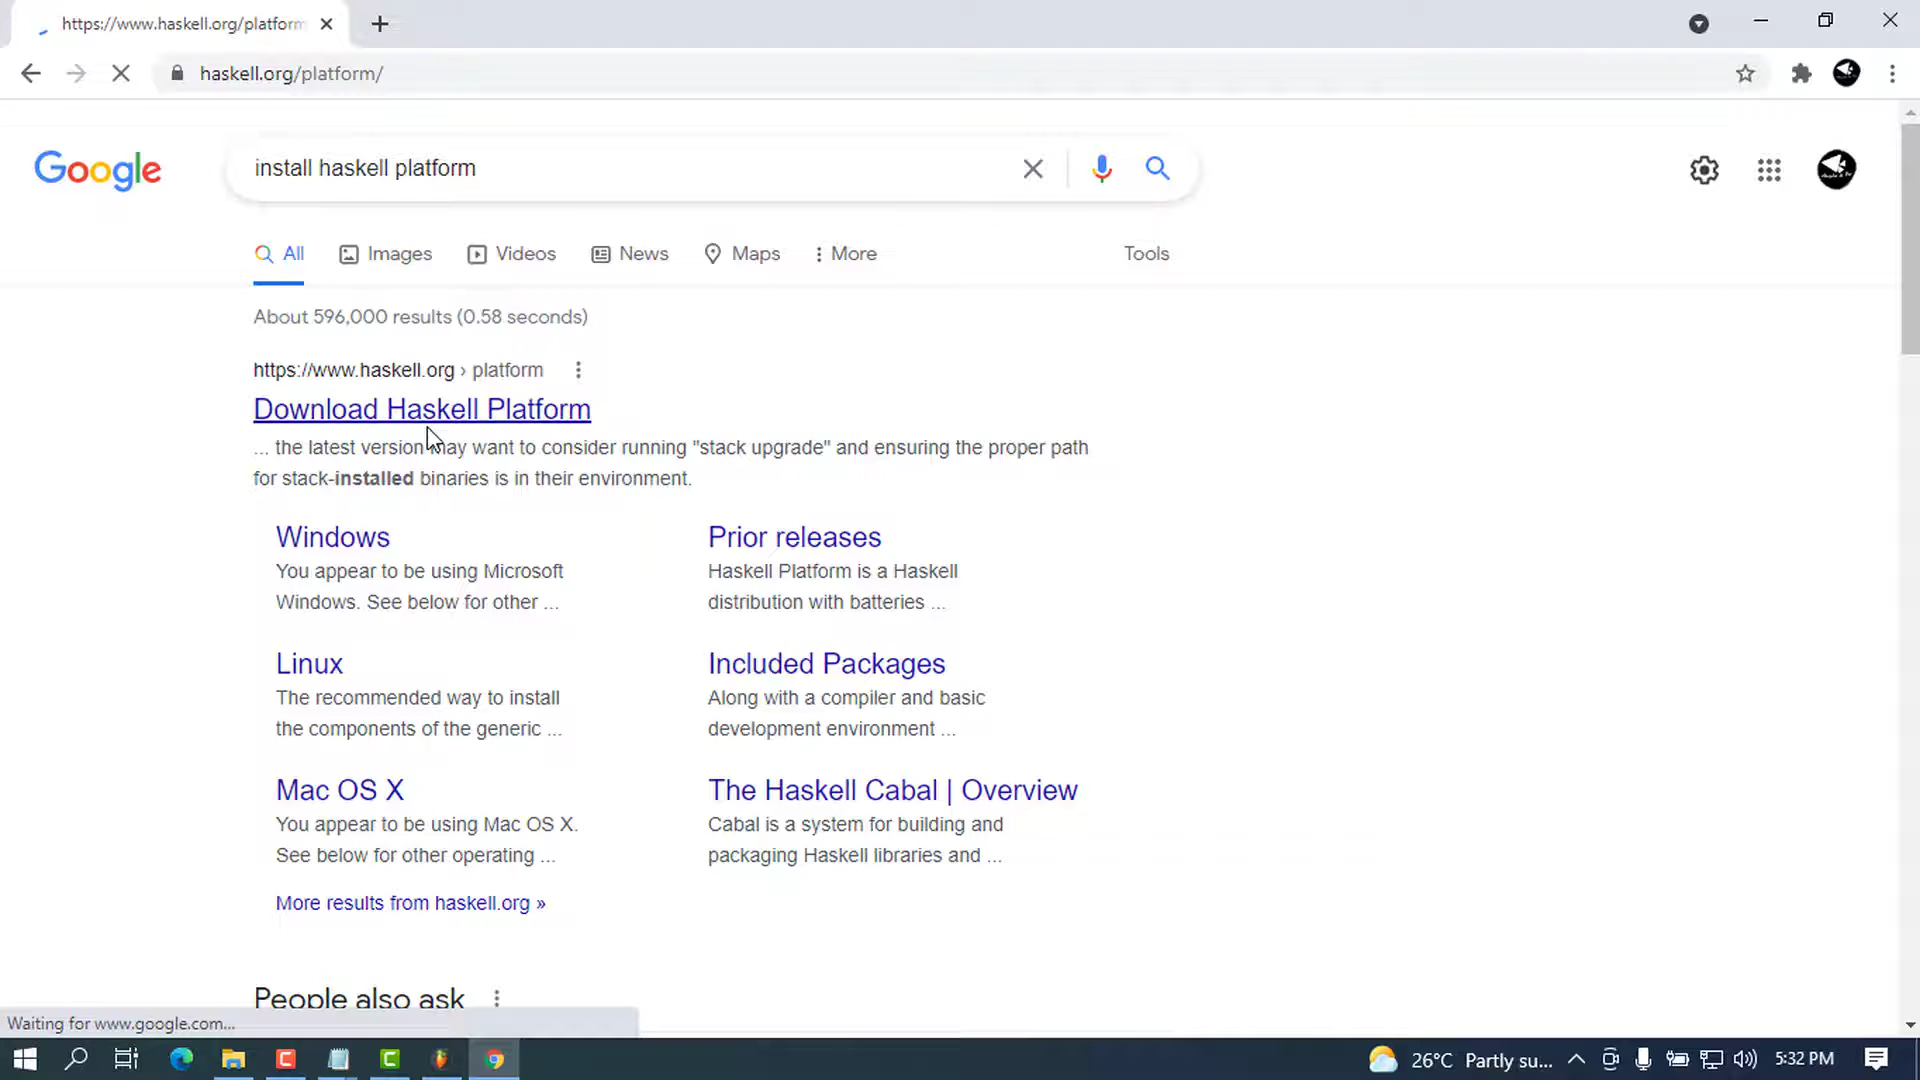 https://www.haskell.org/platform
haskell.org/platform/
Google
install haskell platform
All
Images
Videos
News
Maps
More
Tools
About 596,000 results (0.58 seconds)
https://www.haskell.org › platform
Download Haskell Platform
... the latest version may want to consider running "stack upgrade" and ensuring the proper path
for stack-installed binaries is in their environment.
Windows
You appear to be using Microsoft
Windows. See below for other ...
Prior releases
Haskell Platform is a Haskell
distribution with batteries ...
Linux
The recommended way to install
the components of the generic ...
Included Packages
Along with a compiler and basic
development environment ...
Mac OS X
You appear to be using Mac OS X.
See below for other operating ...
The Haskell Cabal | Overview
Cabal is a system for building and
packaging Haskell libraries and ...
More results from haskell.org »
People also ask
Waiting for www.google.com...
26°C Partly su...
5:32 PM